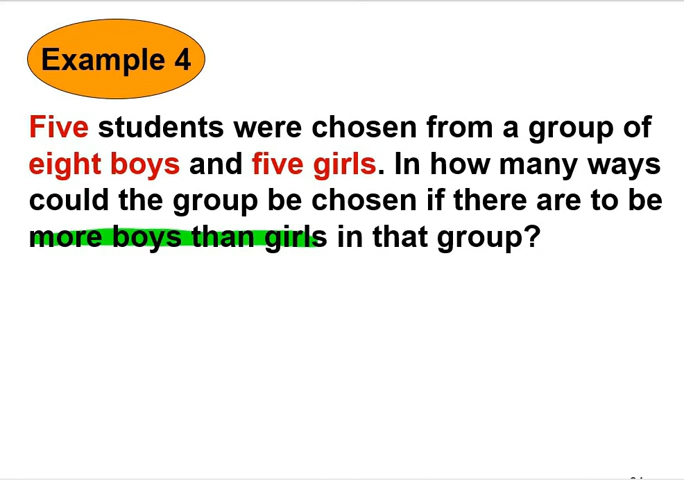 Example 4
Five students were chosen from a group of
eight boys and five girls. In how many ways
could the group be chosen if there are to be
more boys than girls in that group?